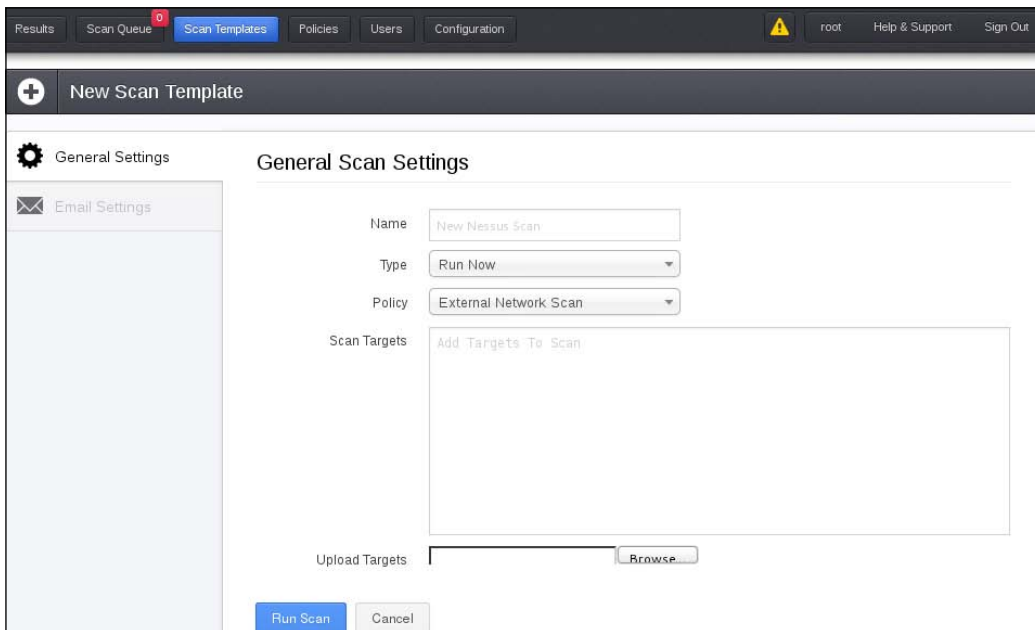 Results Scan Queue 0 Scan Templates Policies Users Configuration root Help & Support Sign Out
New Scan Template
General Settings
Email Settings
General Scan Settings
Name New Nessus Scan
Type Run Now
Policy External Network Scan
Scan Targets Add Targets To Scan
Upload Targets Browse...
Run Scan Cancel